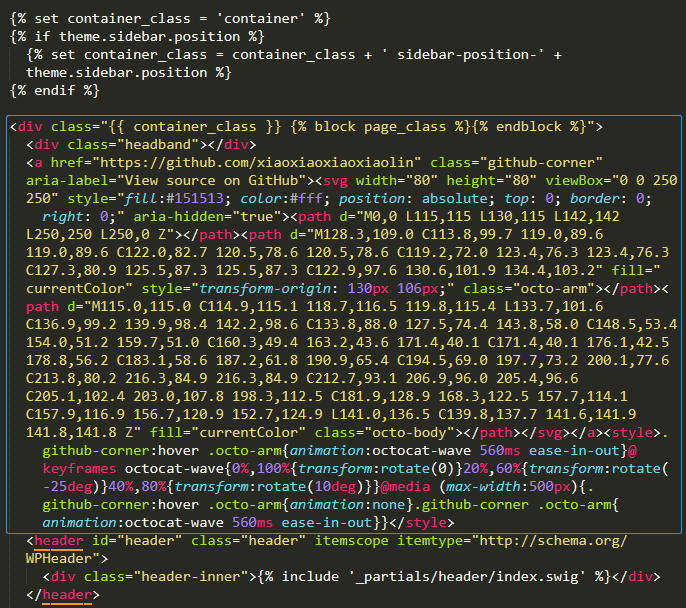 {% set container_class = 'container' %}
{% if theme.sidebar.position %}
{% set container_class = container_class + ' sidebar-position-' +
theme.sidebar.position %}
{% endif %}
<div class="{{ container_class }} {% block page_class %}{% endblock %}">
<div class="headband"></div>
<a href="https://github.com/xiaoxiaoxiaoxiaolin" class="github-corner"
aria-label="View source on GitHub"><svg width="80" height="80" viewBox="0 0 250
250" style="fill:#151513; color:#fff; position: absolute; top: 0; border: 0;
right: 0;" aria-hidden="true"><path d="M0,0 L115,115 L130,115 L142,142
L250,250 L250,0 Z"></path><path d="M128.3,109.0 C113.8,99.7 119.0,89.6
119.0,89.6 C122.0,82.7 120.5,78.6 120.5,78.6 C119.2,72.0 123.4,76.3 123.4,76.3
C127.3,80.9 125.5,87.3 125.5,87.3 C122.9,97.6 130.6,101.9 134.4,103.2" fill="
currentColor" style="transform-origin: 130px 106px;" class="octo-arm"></path><
path d="M115.0,115.0 C114.9,115.1 118.7,116.5 119.8,115.4 L133.7,101.6
C136.9,99.2 139.9,98.4 142.2,98.6 C133.8,88.0 127.5,74.4 143.8,58.0 C148.5,53.4
154.0,51.2 159.7,51.0 C160.3,49.4 163.2,43.6 171.4,40.1 C171.4,40.1 176.1,42.5
178.8,56.2 C183.1,58.6 187.2,61.8 190.9,65.4 C194.5,69.0 197.7,73.2 200.1,77.6
C213.8,80.2 216.3,84.9 216.3,84.9 C212.7,93.1 206.9,96.0 205.4,96.6
C205.1,102.4 203.0,107.8 198.3,112.5 C181.9,128.9 168.3,122.5 157.7,114.1
C157.9,116.9 156.7,120.9 152.7,124.9 L141.0,136.5 C139.8,137.7 141.6,141.9
141.8,141.8 Z" fill="currentColor" class="octo-body"></path></svg></a><style>.
github-corner:hover .octo-arm{animation:octocat-wave 560ms ease-in-out}@
keyframes octocat-wave{0%,100%{transform:rotate(0)}20%,60%{transform:rotate(
-25deg)}40%,80%{transform:rotate(10deg)}}@media (max-width:500px){.
github-corner:hover .octo-arm{animation:none}.github-corner .octo-arm{
animation:octocat-wave 560ms ease-in-out}}</style>
<header id="header" class="header" itemscope itemtype="http://schema.org/
WPHeader">
<div class="header-inner">{% include '_partials/header/index.swig' %}</div>
</header>